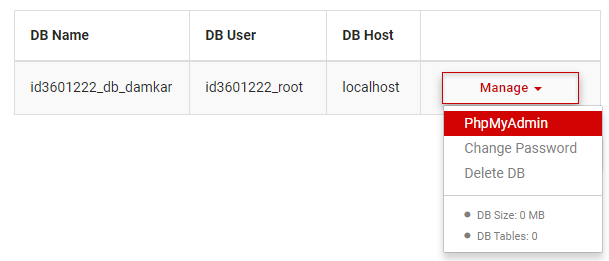 DB Name DB User DB Host
id3601222_db_damkar id3601222_root localhost Manage
PhpMyAdmin
Change Password
Delete DB
DB Size: 0 MB
DB Tables: 0